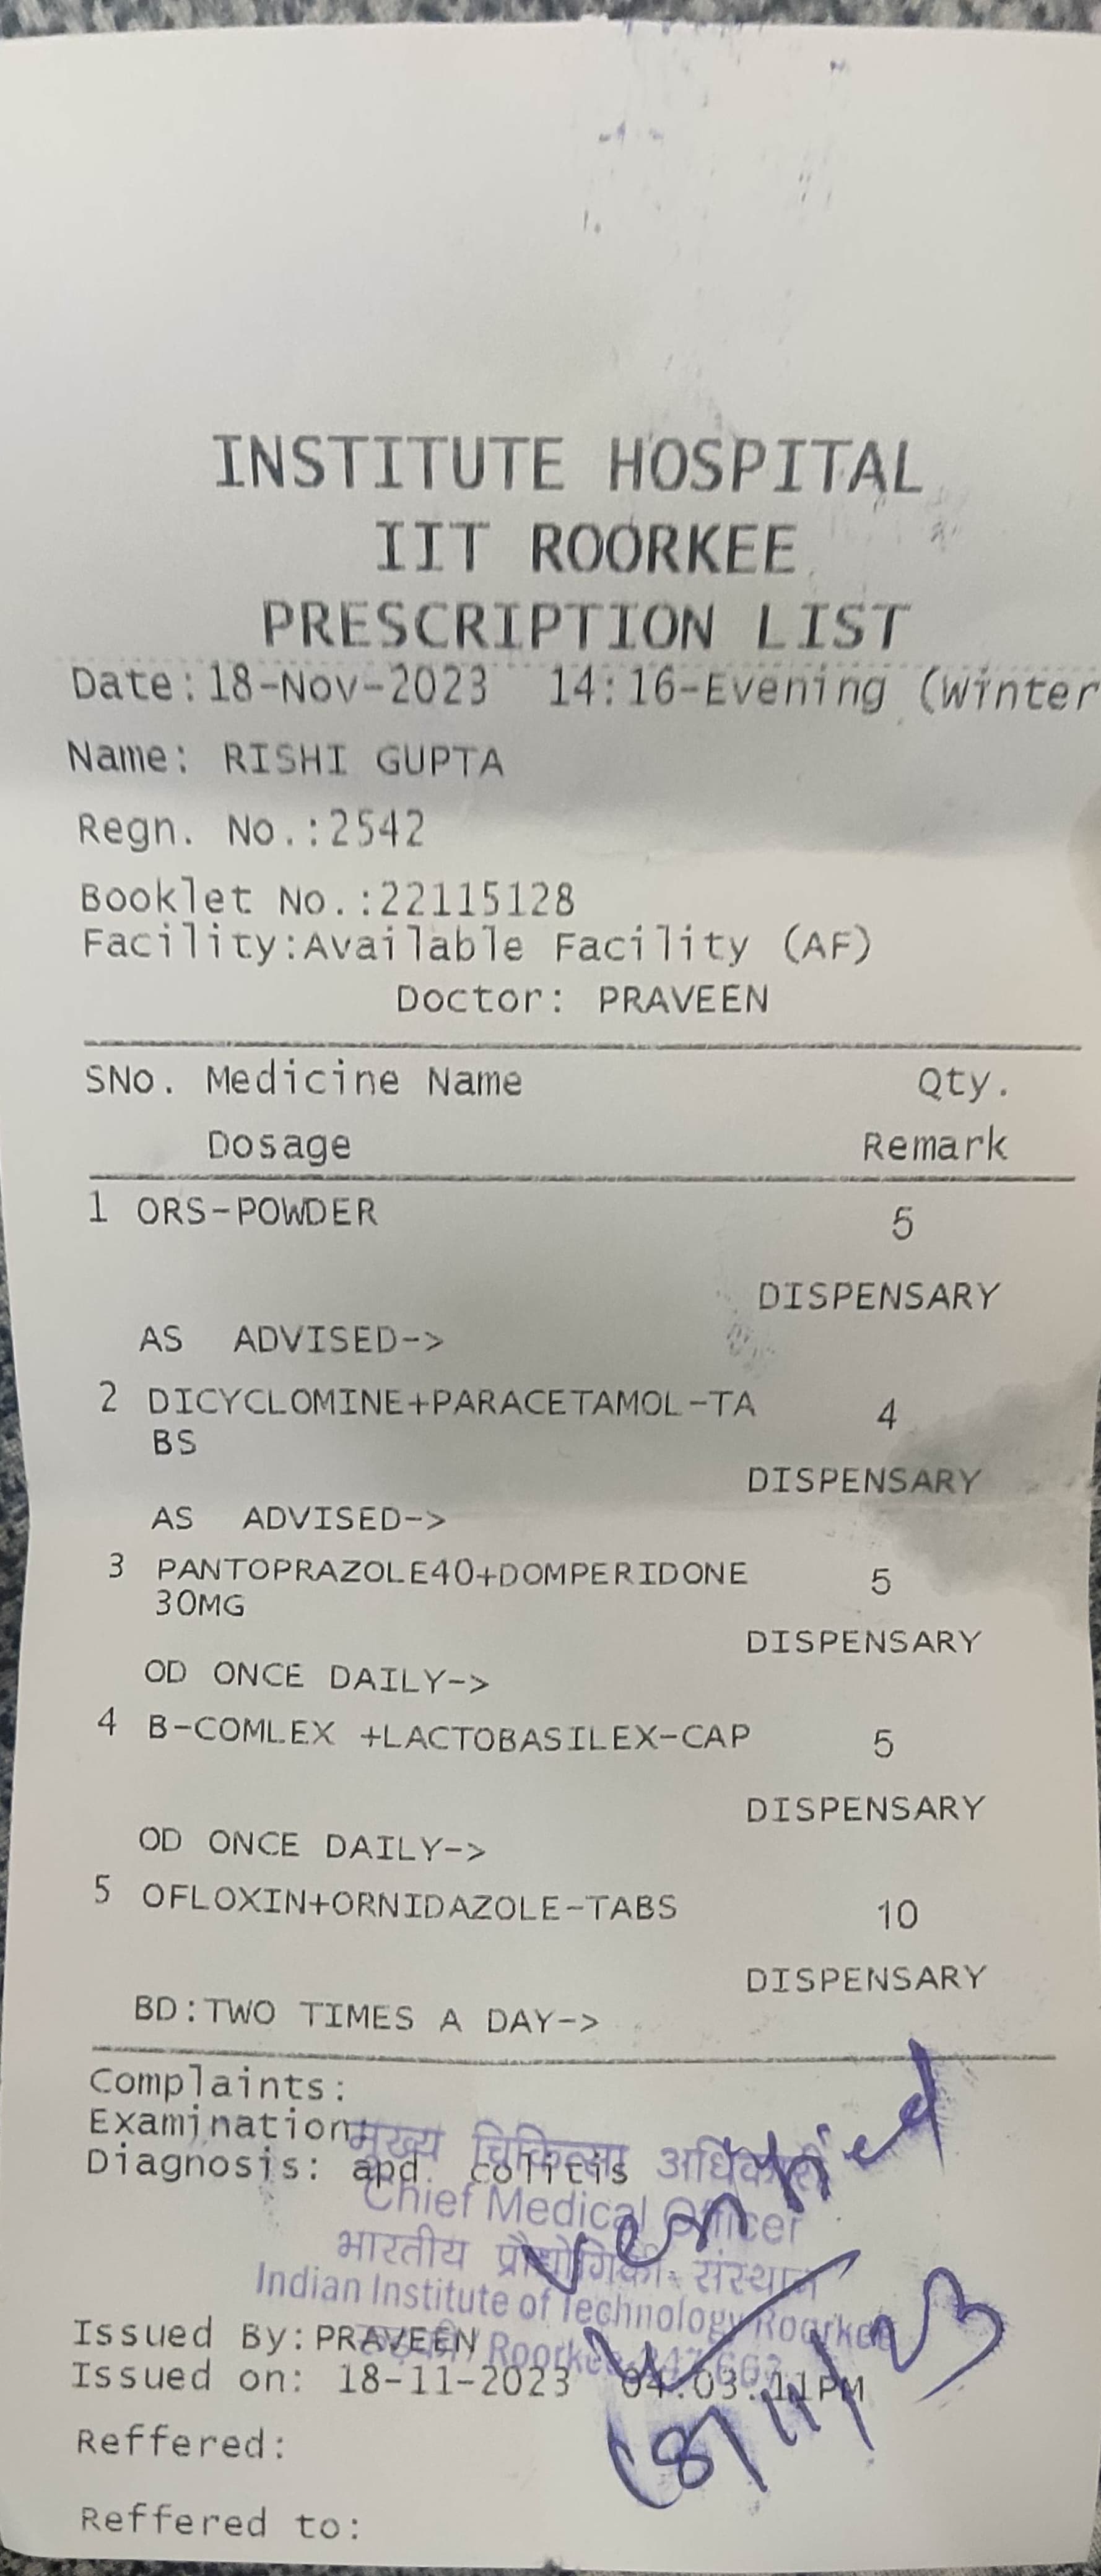 INSTITUTE HOSPITAL
IIT ROORKEE
PRESCRIPTION LIST
Date:18-Nov-2023 14:16-Evening (Winter
Name: RISHI GUPTA
Regn. No.:2542
Booklet No.:22115128
Facility:Available Facility (AF)
Doctor: PRAVEEN
SNo. Medicine Name Qty.
Dosage Remark
1 ORS-POWDER 5
DISPENSARY
AS ADVISED->
2 DICYCLOMINE+PARACETAMOL-TA 4
BS
DISPENSARY
AS ADVISED->
3 PANTOPRAZOLE40+DOMPERIDONE 5
30MG
DISPENSARY
OD ONCE DAILY->
4 B-COMLEX +LACTOBASILEX-CAP 5
DISPENSARY
OD ONCE DAILY->
5 OFLOXIN+ORNIDAZOLE-TABS 10
DISPENSARY
BD:TWO TIMES A DAY->
Complaints:
Examination:
मुख्य चिकित्सा अधिकारी
Diagnosis: apd colitis
Chief Medical Officer
Verified
भारतीय प्रौद्योगिकी संस्थान
Indian Institute of Technology Roorkee
Issued By:PRAVEEN
रुड़की/Roorkee-247 667
Issued on: 18-11-2023 04:03:11PM
18/11/23
Reffered:
Reffered to: